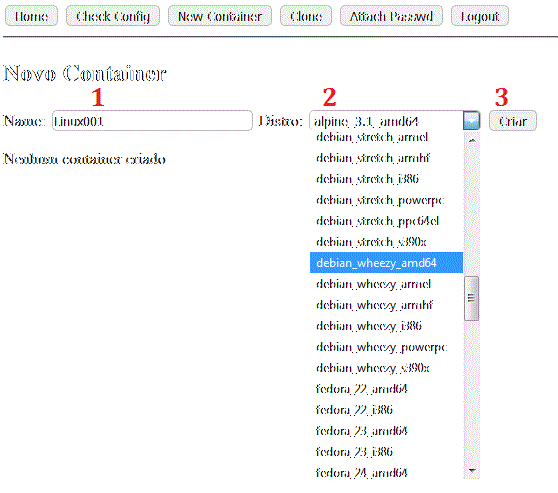 Home Check Config New Container Clone Attach Passwd Logout
Novo Container
1 2 3
Name: Linux001 Distro: alpine_3.1_amd64 Criar
Nenhum container criado
debian_stretch_armel
debian_stretch_armhf
debian_stretch_i386
debian_stretch_powerpc
debian_stretch_ppc64el
debian_stretch_s390x
debian_wheezy_amd64
debian_wheezy_armel
debian_wheezy_armhf
debian_wheezy_i386
debian_wheezy_powerpc
debian_wheezy_s390x
fedora_22_amd64
fedora_22_i386
fedora_23_amd64
fedora_23_i386
fedora_24_amd64